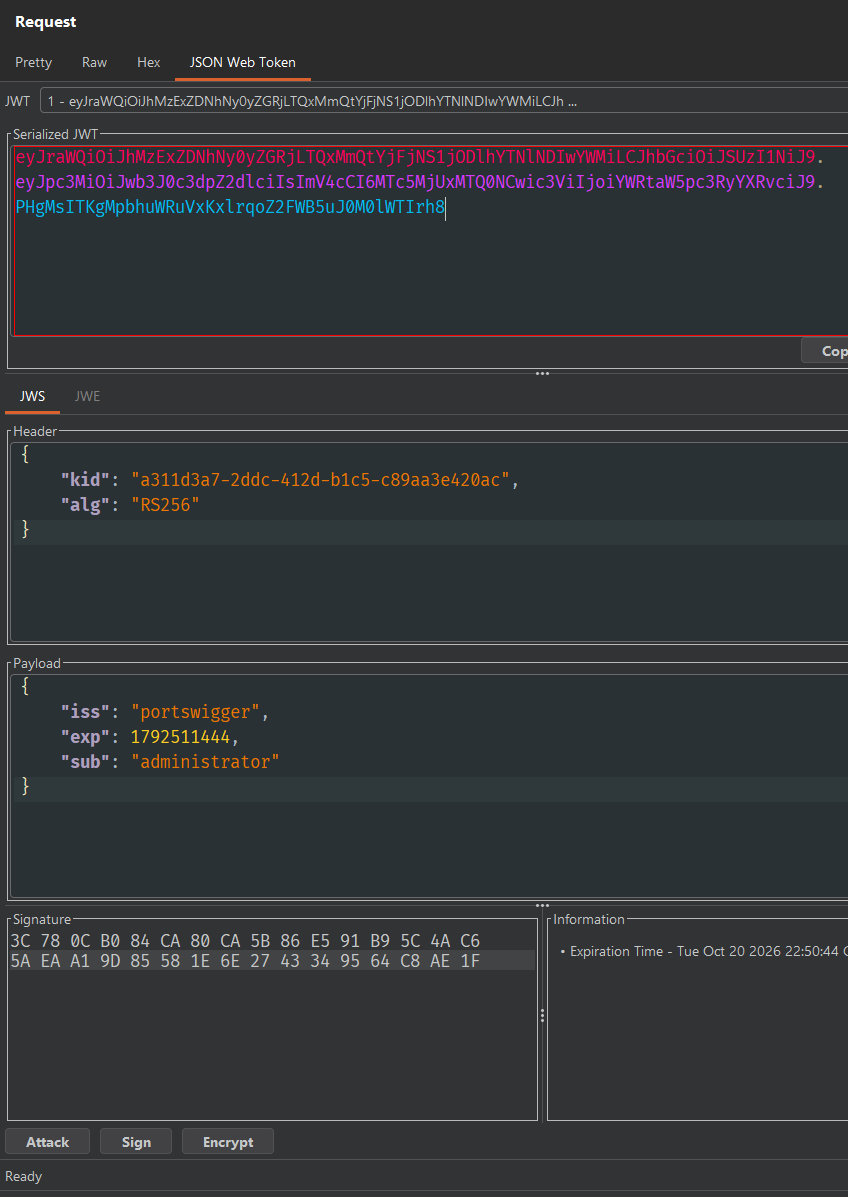 Request
Pretty Raw Hex JSON Web Token
JWT 1 - eyJraWQiOiJhMzExZDNhNy0yZGRjLTQxMmQtYjFjNS1jODlhYTNlNDIwYWMiLCJh ...
Serialized JWT
eyJraWQiOiJhMzExZDNhNy0yZGRjLTQxMmQtYjFjNS1jODlhYTNlNDIwYWMiLCJhbGciOiJSUzI1NiJ9.
eyJpc3MiOiJwb3J0c3dpZ2dlciIsImV4cCI6MTc5MjUxMTQ0NCwic3ViIjoiYWRtaW5pc3RyYXRvciJ9.
PHgMsITKgMpbhuWRuVxKxlrqoZ2FWB5uJ0M0lWTIrh8
Cop
JWS JWE
Header
{
"kid": "a311d3a7-2ddc-412d-b1c5-c89aa3e420ac",
"alg": "RS256"
}
Payload
{
"iss": "portswigger",
"exp": 1792511444,
"sub": "administrator"
}
Signature
3C 78 0C B0 84 CA 80 CA 5B 86 E5 91 B9 5C 4A C6
5A EA A1 9D 85 58 1E 6E 27 43 34 95 64 C8 AE 1F
Information
• Expiration Time - Tue Oct 20 2026 22:50:44
Attack Sign Encrypt
Ready